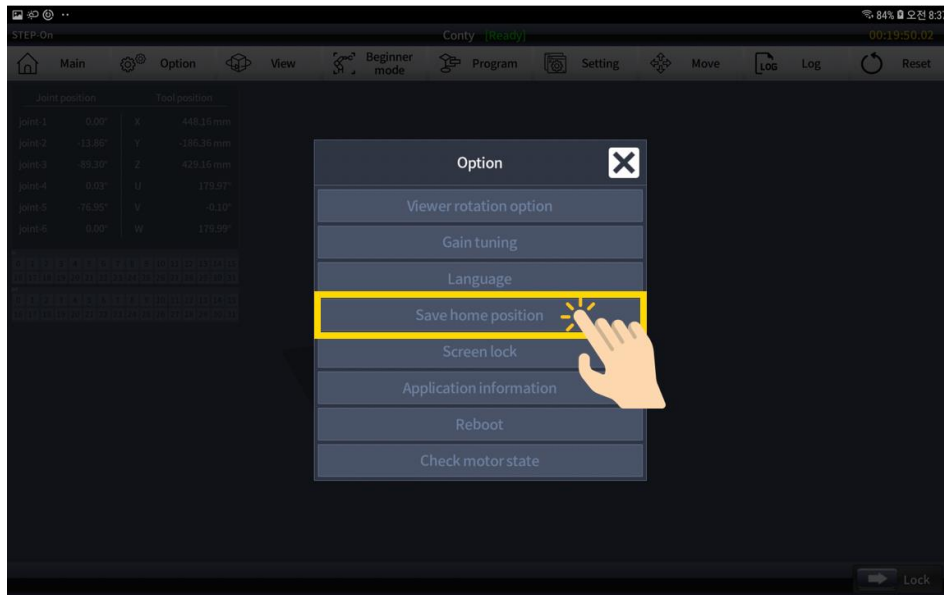 84% 오전 8:37
STEP-On Conty [Ready] 00:19:50.02
Main Option View Beginner mode Program Setting Move LOG Log Reset
Joint position Tool position
joint-1 0.00° X 448.16 mm
joint-2 -13.86° Y -186.36 mm
joint-3 -85.30° Z 429.16 mm
joint-4 0.03° U 179.97°
joint-5 -76.95° V -0.10°
joint-6 0.00° W 179.99°
Option
Viewer rotation option
Gain tuning
Language
Save home position
Screen lock
Application information
Reboot
Check motor state
Lock